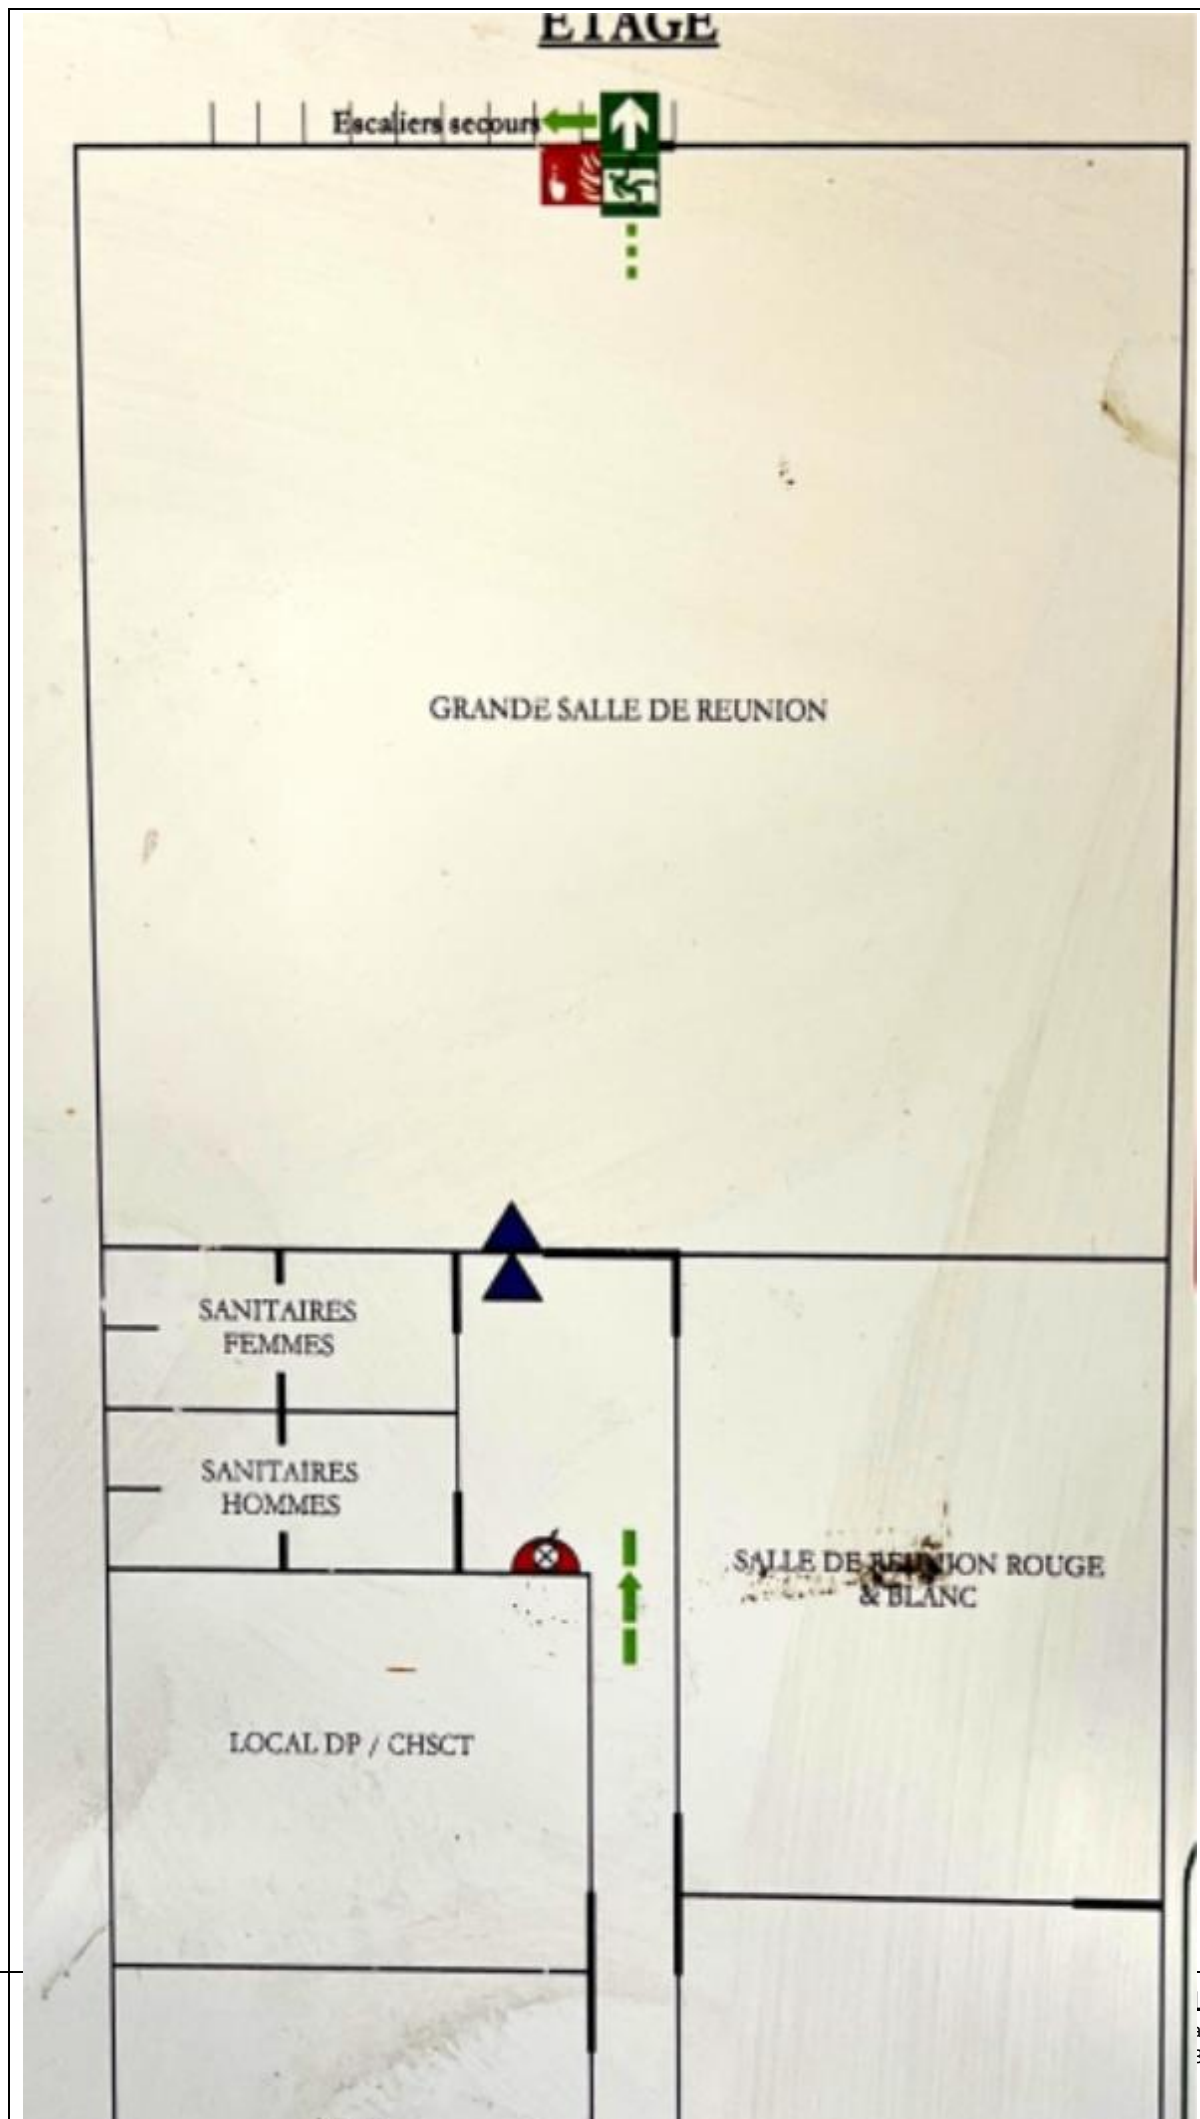 ETAGE
Escaliers secours
GRANDE SALLE DE REUNION
SANITAIRES
FEMMES
SANITAIRES
HOMMES
SALLE DE REUNION ROUGE
& BLANC
LOCAL DP / CHSCT